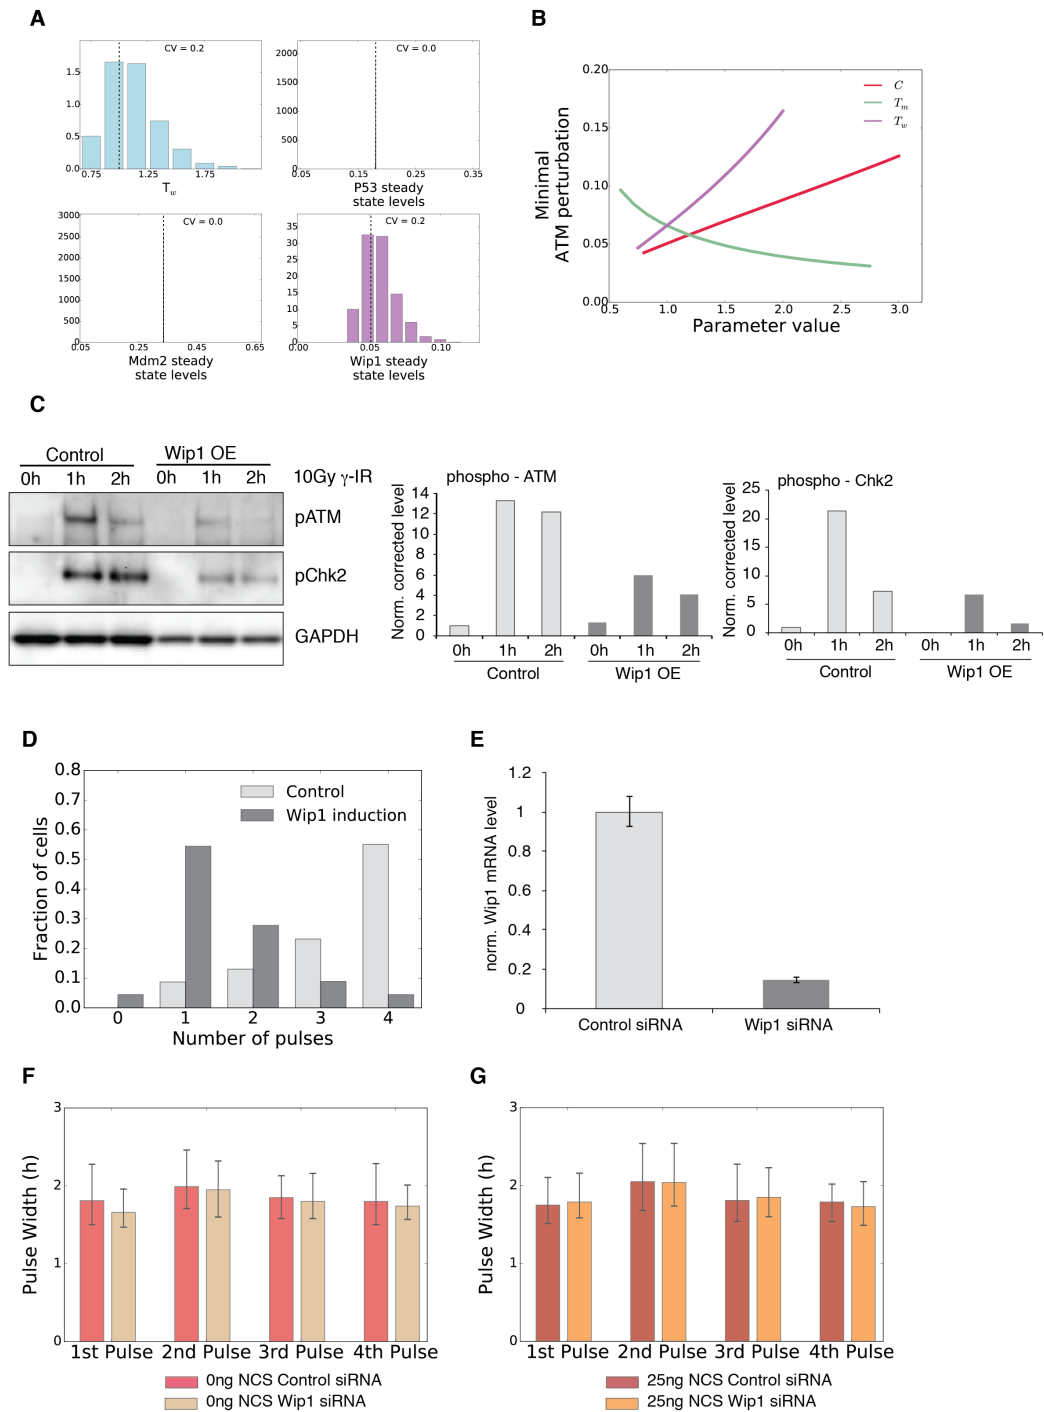 A
CV = 0.2
1.5
1.0
0.5
0.0
0.75
1.25
1.75
Tw
CV = 0.0
2000
1500
1000
500
0
0.05
0.15
0.25
0.35
P53 steady
state levels
CV = 0.0
3000
2500
2000
1500
1000
500
0
0.05
0.25
0.45
0.65
Mdm2 steady
state levels
CV = 0.2
35
30
25
20
15
10
5
0
0.00
0.05
0.10
Wip1 steady
state levels
B
0.20
0.15
0.10
0.05
0.00
Minimal
ATM perturbation
C
Tm
Tw
0.5
1.0
1.5
2.0
2.5
3.0
Parameter value
C
Control
Wip1 OE
0h 1h 2h 0h 1h 2h 10Gy γ-IR
pATM
pChk2
GAPDH
phospho - ATM
Norm. corrected level
14
12
10
8
6
4
2
0
0h 1h 2h 0h 1h 2h
Control
Wip1 OE
phospho - Chk2
Norm. corrected level
25
20
15
10
5
0
0h 1h 2h 0h 1h 2h
Control
Wip1 OE
D
0.8
0.7
0.6
0.5
0.4
0.3
0.2
0.1
0.0
Fraction of cells
Control
Wip1 induction
0 1 2 3 4
Number of pulses
E
1.2
1
0.8
0.6
0.4
0.2
0
norm. Wip1 mRNA level
Control siRNA
Wip1 siRNA
F
3
2
1
0
Pulse Width (h)
1st Pulse 2nd Pulse 3rd Pulse 4th Pulse
0ng NCS Control siRNA
0ng NCS Wip1 siRNA
G
3
2
1
0
Pulse Width (h)
1st Pulse 2nd Pulse 3rd Pulse 4th Pulse
25ng NCS Control siRNA
25ng NCS Wip1 siRNA